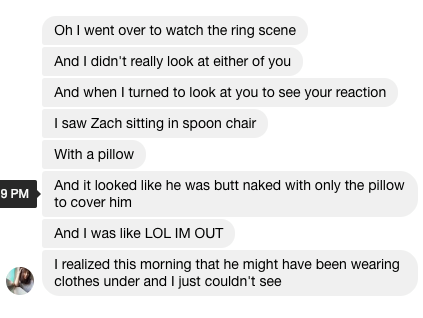 Oh I went over to watch the ring scene
And I didn't really look at either of you
And when I turned to look at you to see your reaction
I saw Zach sitting in spoon chair
With a pillow
9 PM
And it looked like he was butt naked with only the pillow
to cover him
And I was like LOL IM OUT
I realized this morning that he might have been wearing
clothes under and I just couldn't see